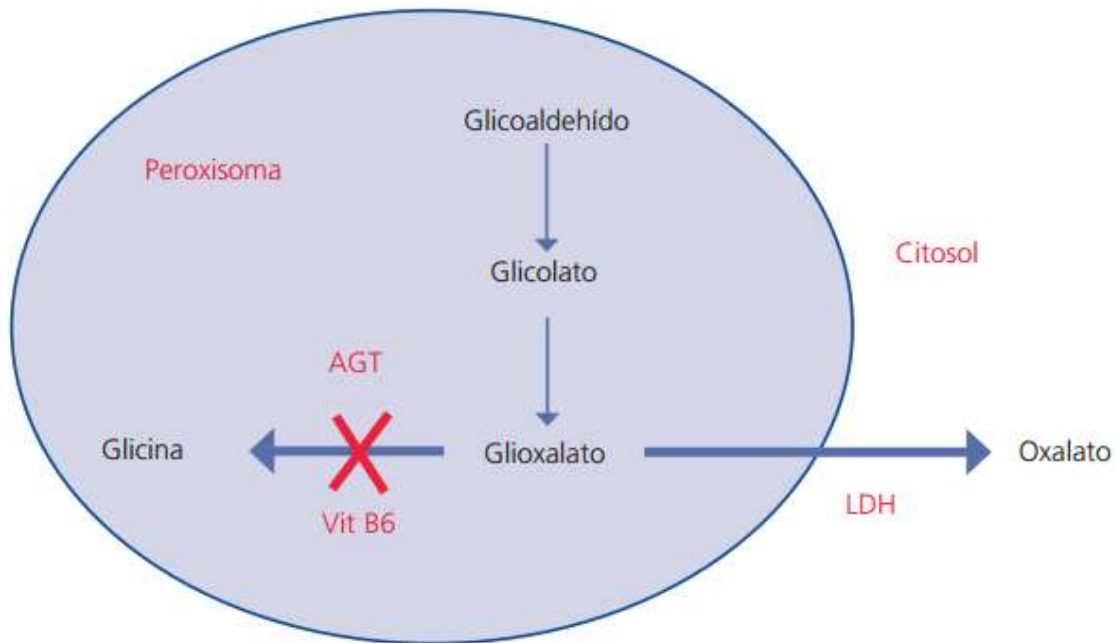 Glicoaldehído
Peroxisoma
Citosol
Glicolato
AGT
Glicina
Glioxalato
Oxalato
LDH
Vit B6